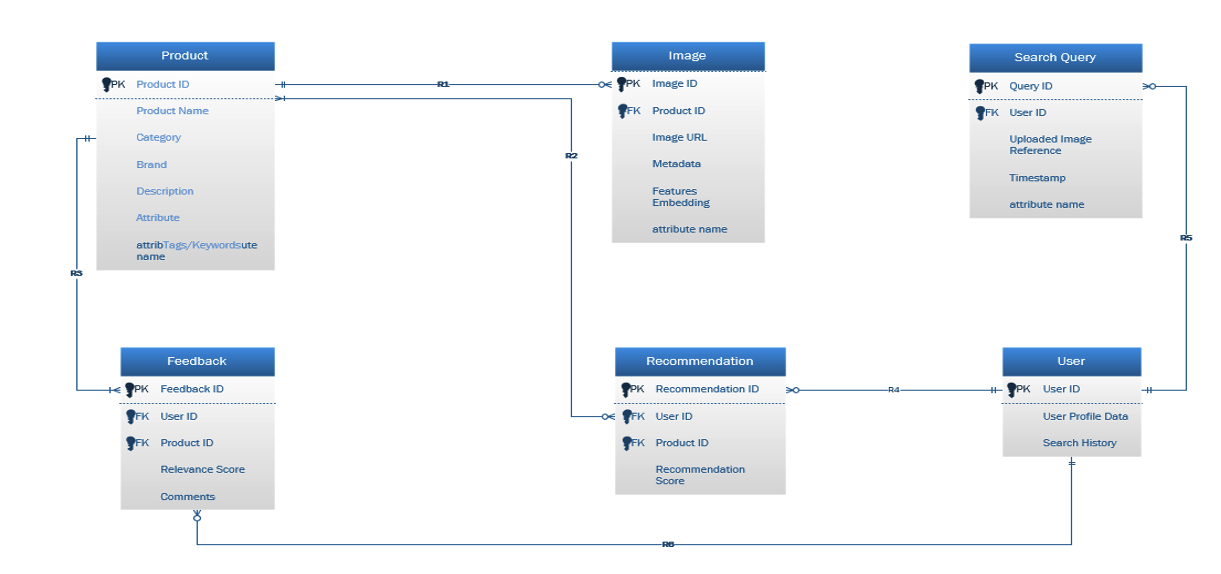 Product
PK Product ID
Product Name
Category
Brand
Description
Attribute
attribTags/Keywordsute
name
Image
PK Image ID
FK Product ID
Image URL
Metadata
Features
Embedding
attribute name
Search Query
PK Query ID
FK User ID
Uploaded Image
Reference
Timestamp
attribute name
R1
R2
R3
R5
Feedback
PK Feedback ID
FK User ID
FK Product ID
Relevance Score
Comments
Recommendation
PK Recommendation ID
FK User ID
FK Product ID
Recommendation
Score
R4
User
PK User ID
User Profile Data
Search History
R6